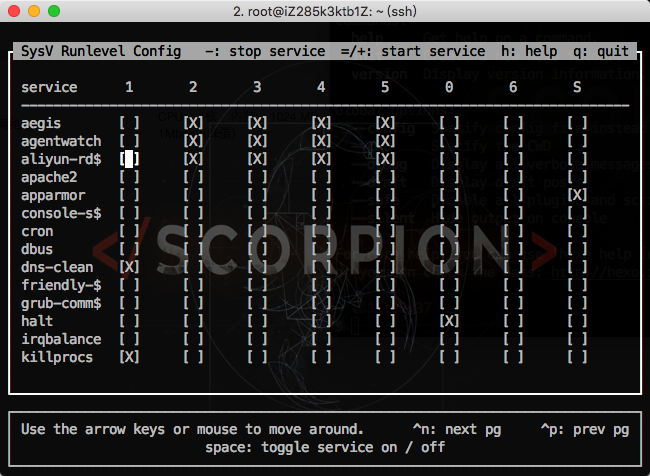 2. root@iZ285k3ktb1Z: ~ (ssh)
SysV Runlevel Config -: stop service =/+: start service h: help q: quit
service 1 2 3 4 5 0 6 S
aegis [ ] [X] [X] [X] [X] [ ] [ ] [ ]
agentwatch [ ] [X] [X] [X] [X] [ ] [ ] [ ]
aliyun-rd$ [ ] [X] [X] [X] [X] [ ] [ ] [ ]
apache2 [ ] [ ] [ ] [ ] [ ] [ ] [ ] [ ]
apparmor [ ] [ ] [ ] [ ] [ ] [ ] [ ] [X]
console-s$ [ ] [ ] [ ] [ ] [ ] [ ] [ ] [ ]
cron [ ] [ ] [ ] [ ] [ ] [ ] [ ] [ ]
dbus [ ] [ ] [ ] [ ] [ ] [ ] [ ] [ ]
</SCORPION>
dns-clean [X] [ ] [ ] [ ] [ ] [ ] [ ] [ ]
friendly-$ [ ] [ ] [ ] [ ] [ ] [ ] [ ] [ ]
grub-comm$ [ ] [ ] [ ] [ ] [ ] [ ] [ ] [ ]
halt [ ] [ ] [ ] [ ] [ ] [X] [ ] [ ]
irqbalance [ ] [ ] [ ] [ ] [ ] [ ] [ ] [ ]
killprocs [X] [ ] [ ] [ ] [ ] [ ] [ ] [ ]
Use the arrow keys or mouse to move around. ^n: next pg ^p: prev pg
space: toggle service on / off